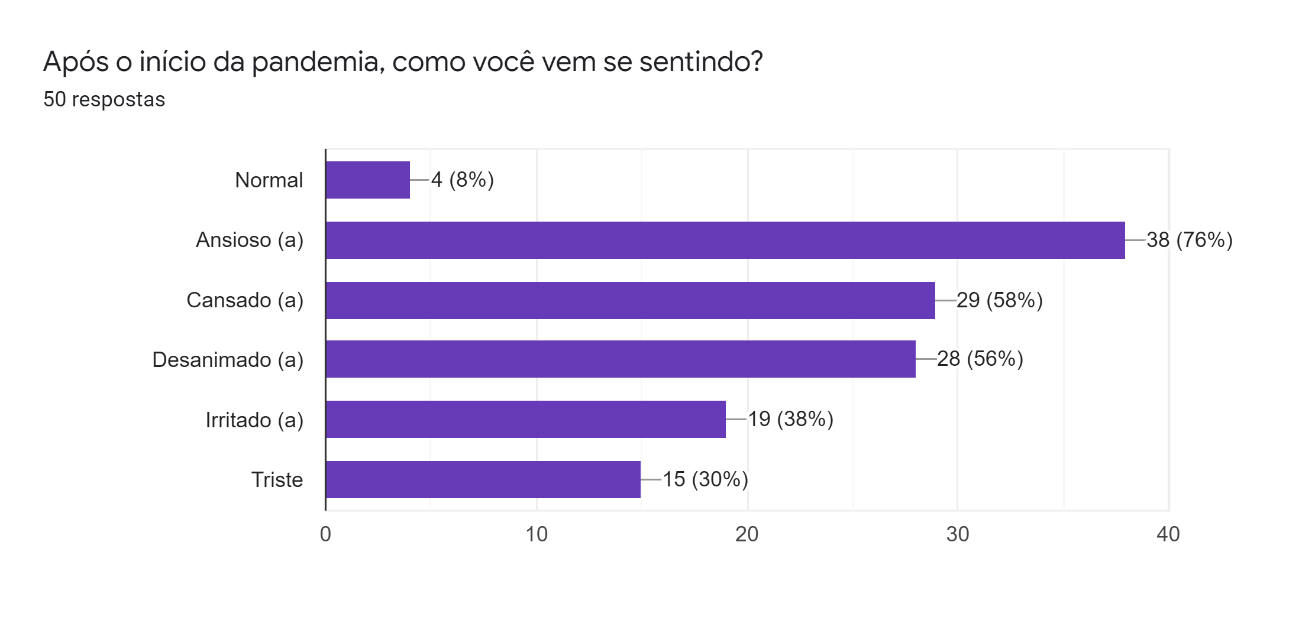 Após o início da pandemia, como você vem se sentindo?
50 respostas
Normal
4 (8%)
Ansioso (a)
38 (76%)
Cansado (a)
29 (58%)
Desanimado (a)
28 (56%)
Irritado (a)
19 (38%)
Triste
15 (30%)
0 10 20 30 40